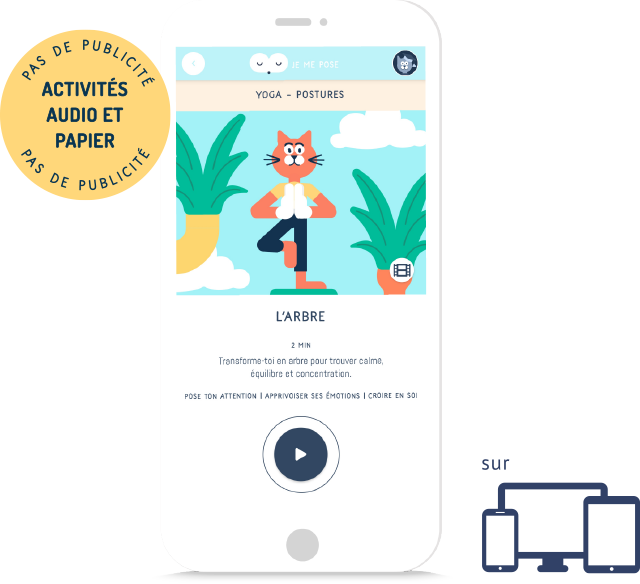 PAS DE PUBLICITÉ
ACTIVITÉS
AUDIO ET
PAPIER
PAS DE PUBLICITÉ
JE ME POSE
YOGA – POSTURES
L'ARBRE
2 MIN
Transforme-toi en arbre pour trouver calme,
équilibre et concentration.
POSE TON ATTENTION | APPRIVOISER SES ÉMOTIONS | CROIRE EN SOI
sur